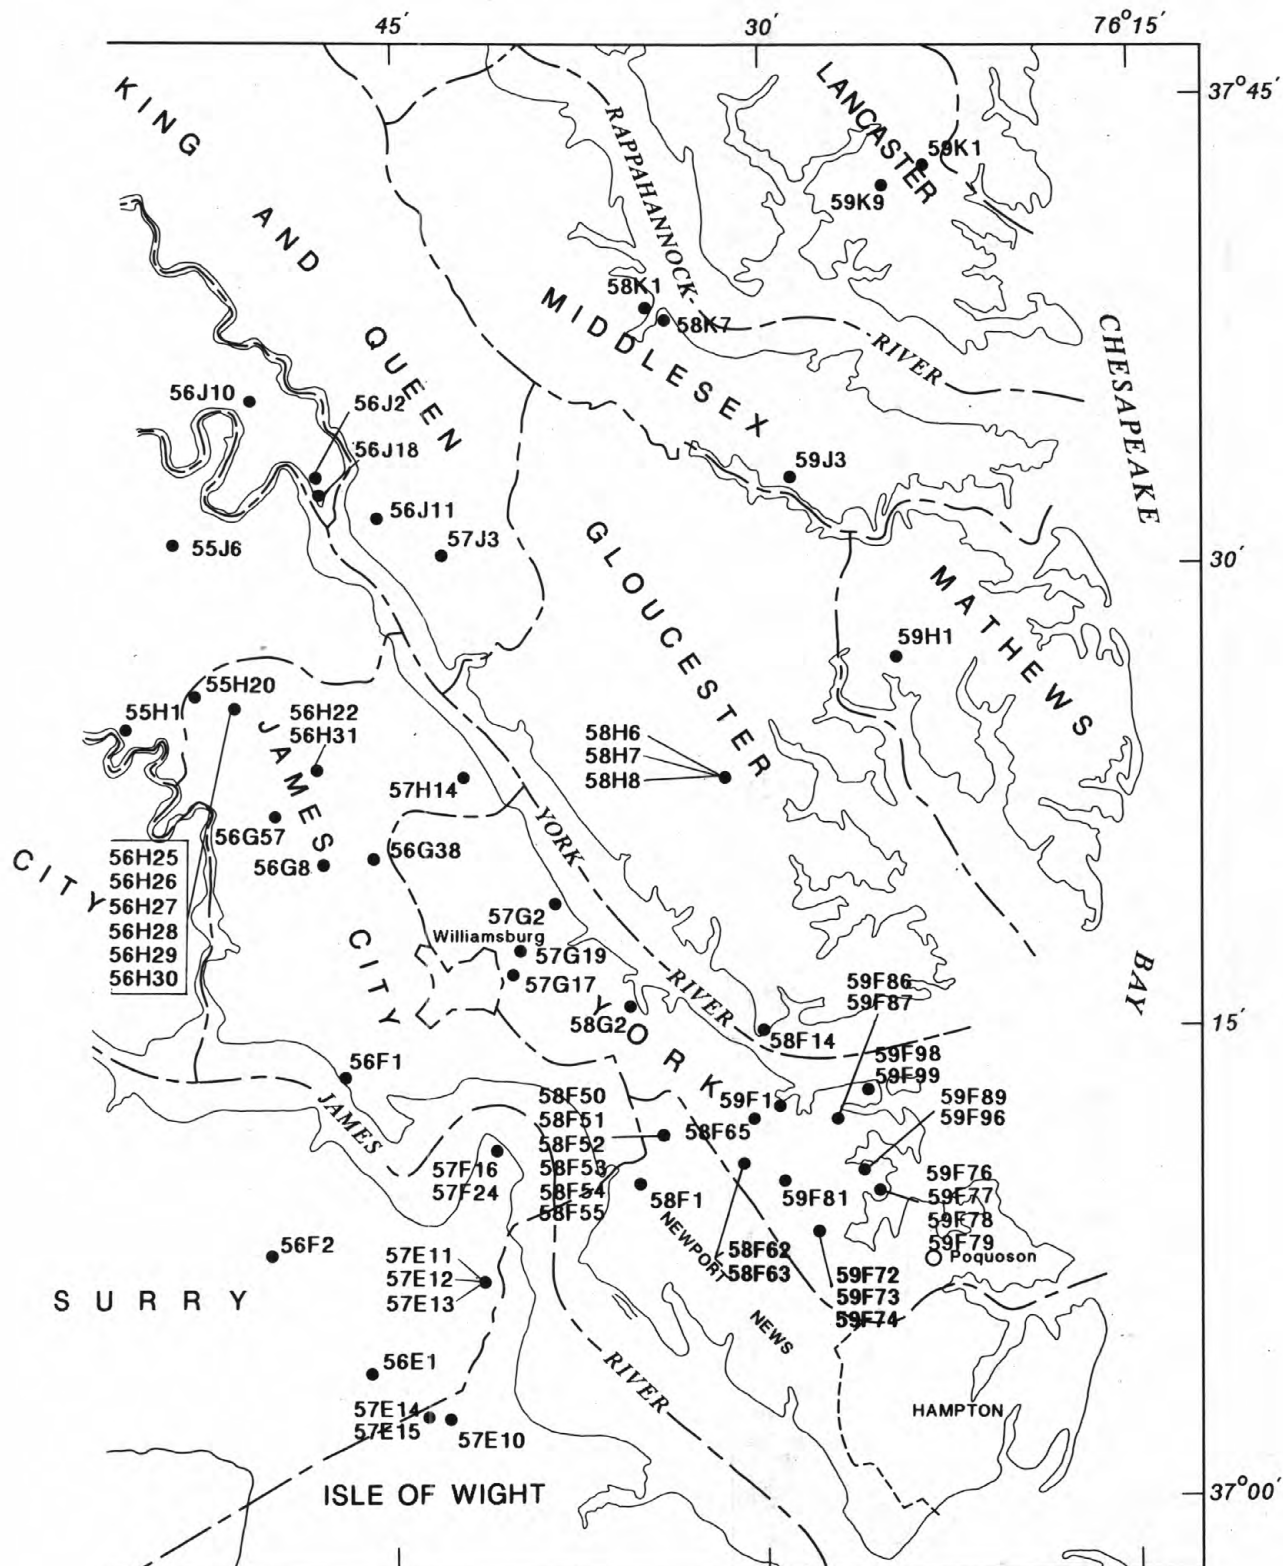 45′ 30′ 76°15′
37°45′
KING AND QUEEN
LANCASTER
RAPPAHANNOCK
RIVER
59K1
59K9
58K1
58K7
MIDDLESEX
CHESAPEAKE
BAY
56J10
56J2
56J18
56J11
57J3
55J6
59J3
30′
GLOUCESTER
MATHEWS
59H1
55H20
55H1
JAMES
CITY
56H22
56H31
58H6
58H7
58H8
57H14
YORK
RIVER
56G57
56G8
56G38
CITY
56H25
56H26
56H27
56H28
56H29
56H30
57G2
Williamsburg
57G19
57G17
58G2
YORK
58F14
59F86
59F87
15′
59F98
59F99
56F1
JAMES
RIVER
58F50
58F51
58F52
58F53
58F54
58F55
59F1
58F65
59F89
59F96
57F16
57F24
58F1
59F81
59F76
59F77
59F78
59F79
Poquoson
NEWPORT
NEWS
58F62
58F63
59F72
59F73
59F74
56F2
57E11
57E12
57E13
SURRY
56E1
57E14
57E15
57E10
HAMPTON
ISLE OF WIGHT
37°00′